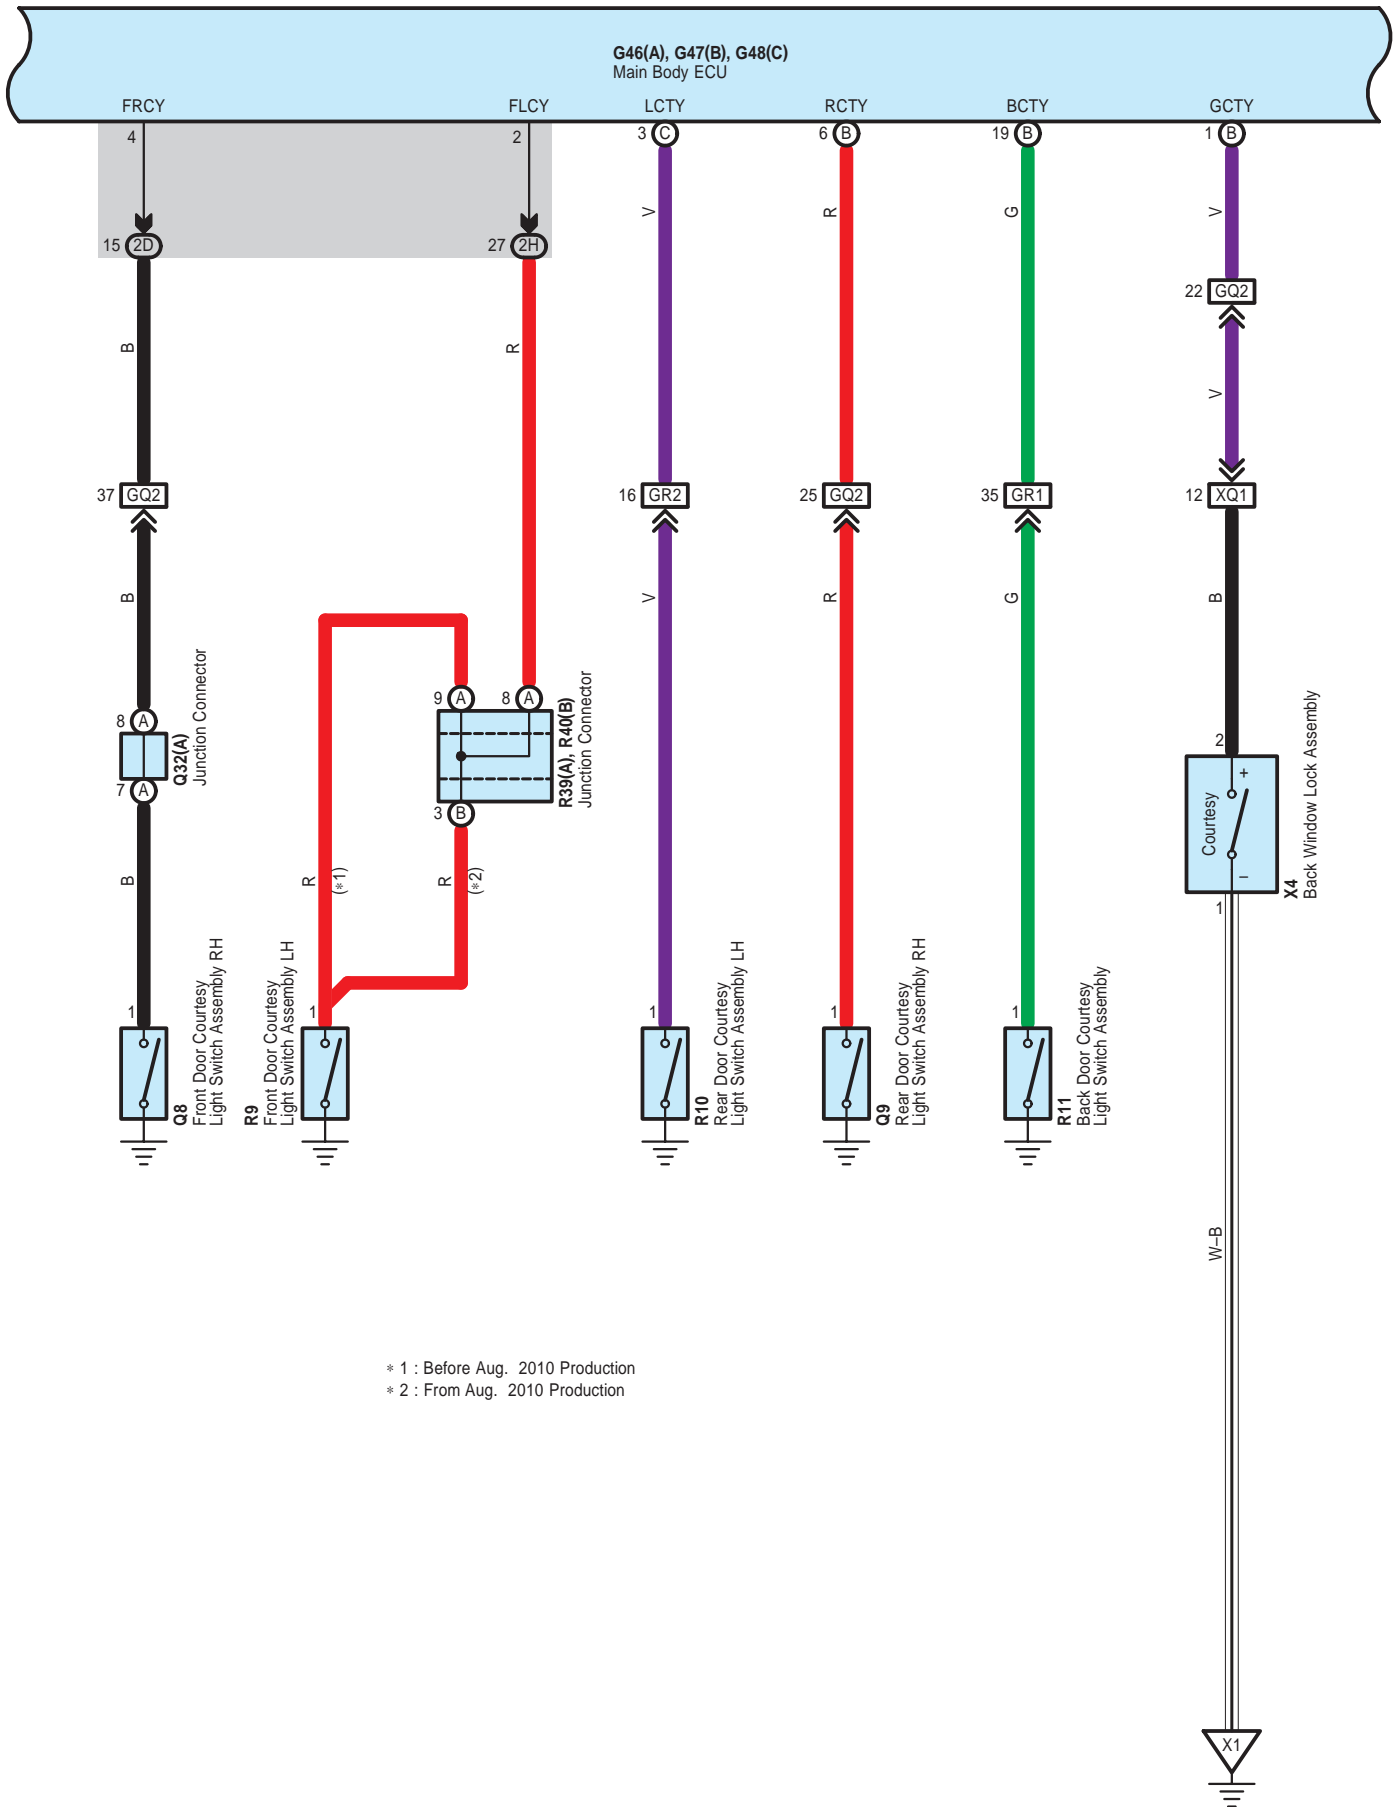 G46(A), G47(B), G48(C)
Main Body ECU
FRCY
FLCY
LCTY
RCTY
BCTY
GCTY
4
2
3 C
6 B
19 B
1 B
15 2D
27 2H
V
R
G
V
22 GQ2
B
R
V
37 GQ2
16 GR2
25 GQ2
35 GR1
12 XQ1
B
V
R
G
B
8 A
7 A
Q32(A)
Junction Connector
9 A
8 A
3 B
R39(A), R40(B)
Junction Connector
2
+
Courtesy
−
1
X4
Back Window Lock Assembly
B
R
(*1)
R
(*2)
1
Q8
Front Door Courtesy
Light Switch Assembly RH
1
R9
Front Door Courtesy
Light Switch Assembly LH
1
R10
Rear Door Courtesy
Light Switch Assembly LH
1
Q9
Rear Door Courtesy
Light Switch Assembly RH
1
R11
Back Door Courtesy
Light Switch Assembly
W–B
* 1 : Before Aug. 2010 Production
* 2 : From Aug. 2010 Production
X1